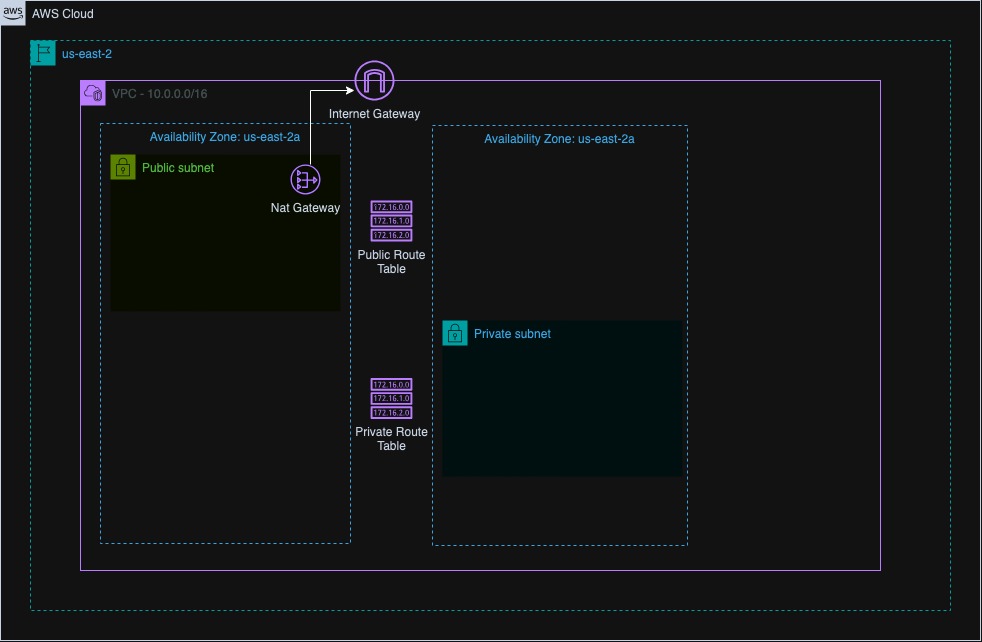 aws
AWS Cloud
us-east-2
VPC - 10.0.0.0/16
Internet Gateway
Availability Zone: us-east-2a
Availability Zone: us-east-2a
Public subnet
Nat Gateway
172.16.0.0
172.16.1.0
172.16.2.0
Public Route
Table
Private subnet
172.16.0.0
172.16.1.0
172.16.2.0
Private Route
Table